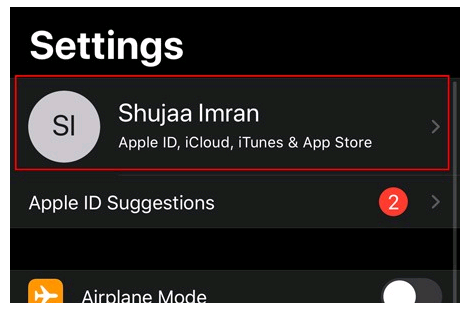 Settings
SI
Shujaa Imran
Apple ID, iCloud, iTunes & App Store
Apple ID Suggestions
2
Airplane Mode